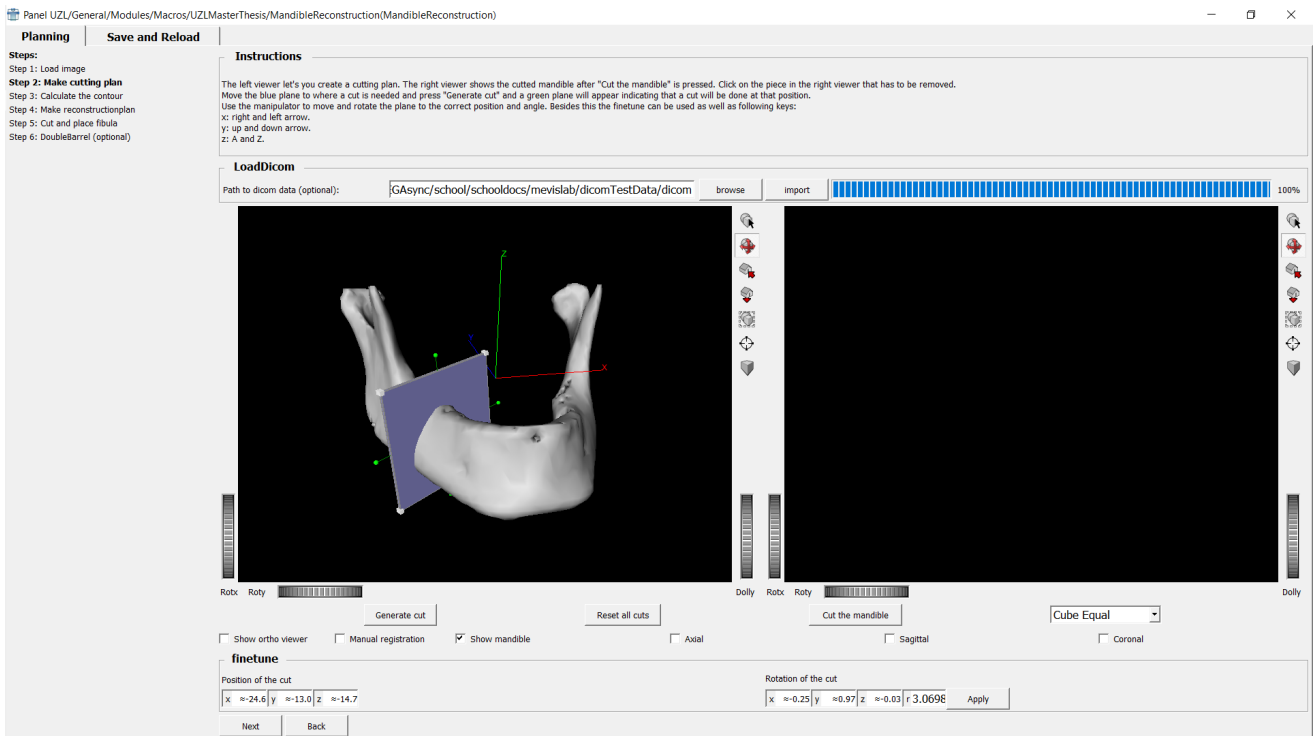 Panel UZL/General/Modules/Macros/UZLMasterThesis/MandibleReconstruction(MandibleReconstruction)
Planning Save and Reload
Steps:
Step 1: Load image
Step 2: Make cutting plan
Step 3: Calculate the contour
Step 4: Make reconstructionplan
Step 5: Cut and place fibula
Step 6: DoubleBarrel (optional)
Instructions
The left viewer let's you create a cutting plan. The right viewer shows the cutted mandible after "Cut the mandible" is pressed. Click on the piece in the right viewer that has to be removed.
Move the blue plane to where a cut is needed and press "Generate cut" and a green plane will appear indicating that a cut will be done at that position.
Use the manipulator to move and rotate the plane to the correct position and angle. Besides this the finetune can be used as well as following keys:
x: right and left arrow.
y: up and down arrow.
z: A and Z.
LoadDicom
Path to dicom data (optional): GAsync/school/schooldocs/mevislab/dicomTestData/dicom browse import 100%
Z
Y
X
Rotx Roty Dolly Rotx Roty Dolly
Generate cut Reset all cuts Cut the mandible Cube Equal
Show ortho viewer Manual registration Show mandible Axial Sagittal Coronal
finetune
Position of the cut Rotation of the cut
x ≈-24.6 y ≈-13.0 z ≈-14.7 x ≈-0.25 y ≈0.97 z ≈-0.03 r 3.0698 Apply
Next Back